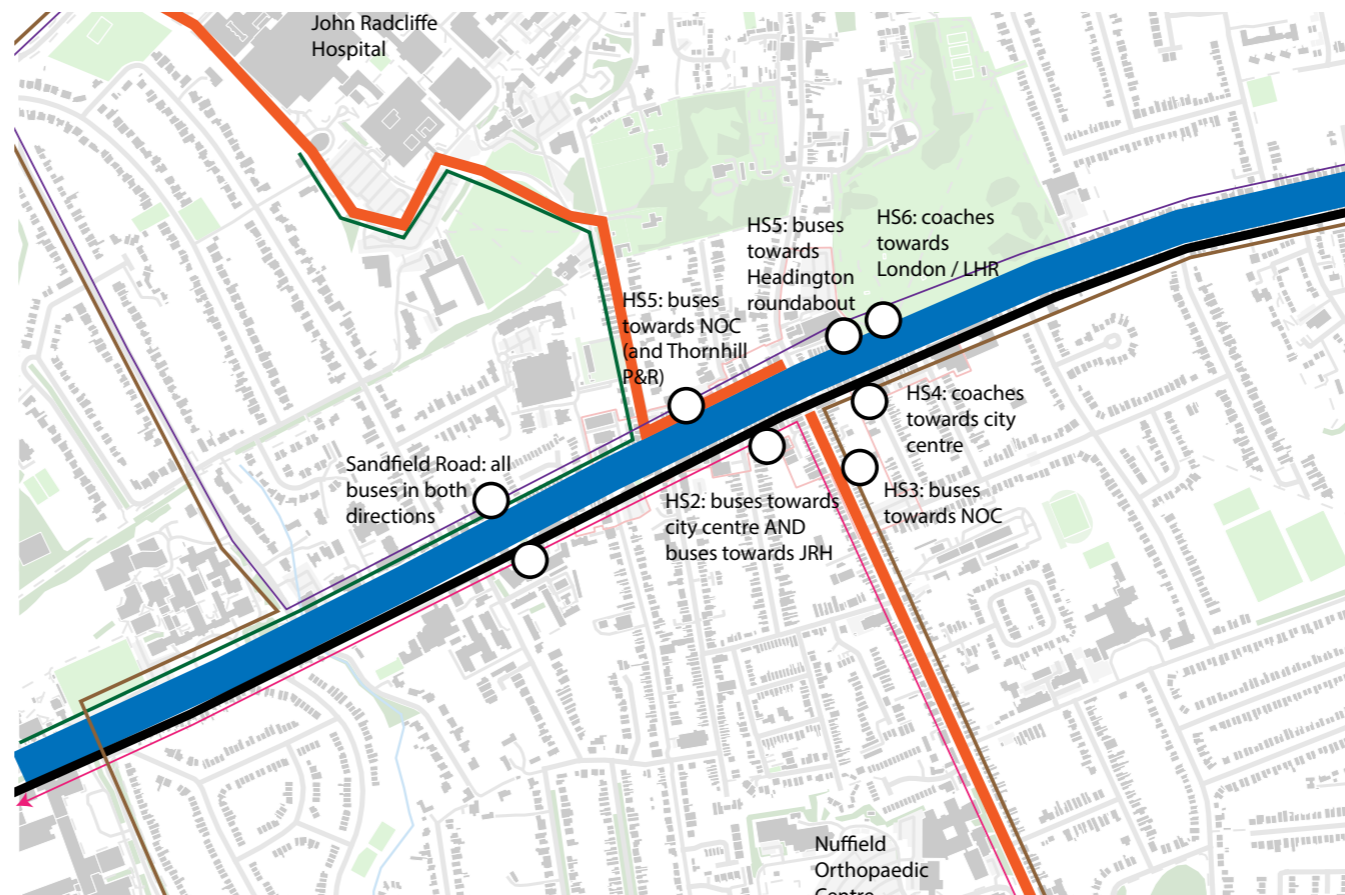 John Radcliffe
Hospital
HS5: buses
towards
Headington
roundabout
HS6: coaches
towards
London / LHR
HS5: buses
towards NOC
(and Thornhill
P&R)
HS4: coaches
towards city
centre
Sandfield Road: all
buses in both
directions
HS2: buses towards
city centre AND
buses towards JRH
HS3: buses
towards NOC
Nuffield
Orthopaedic
Centre